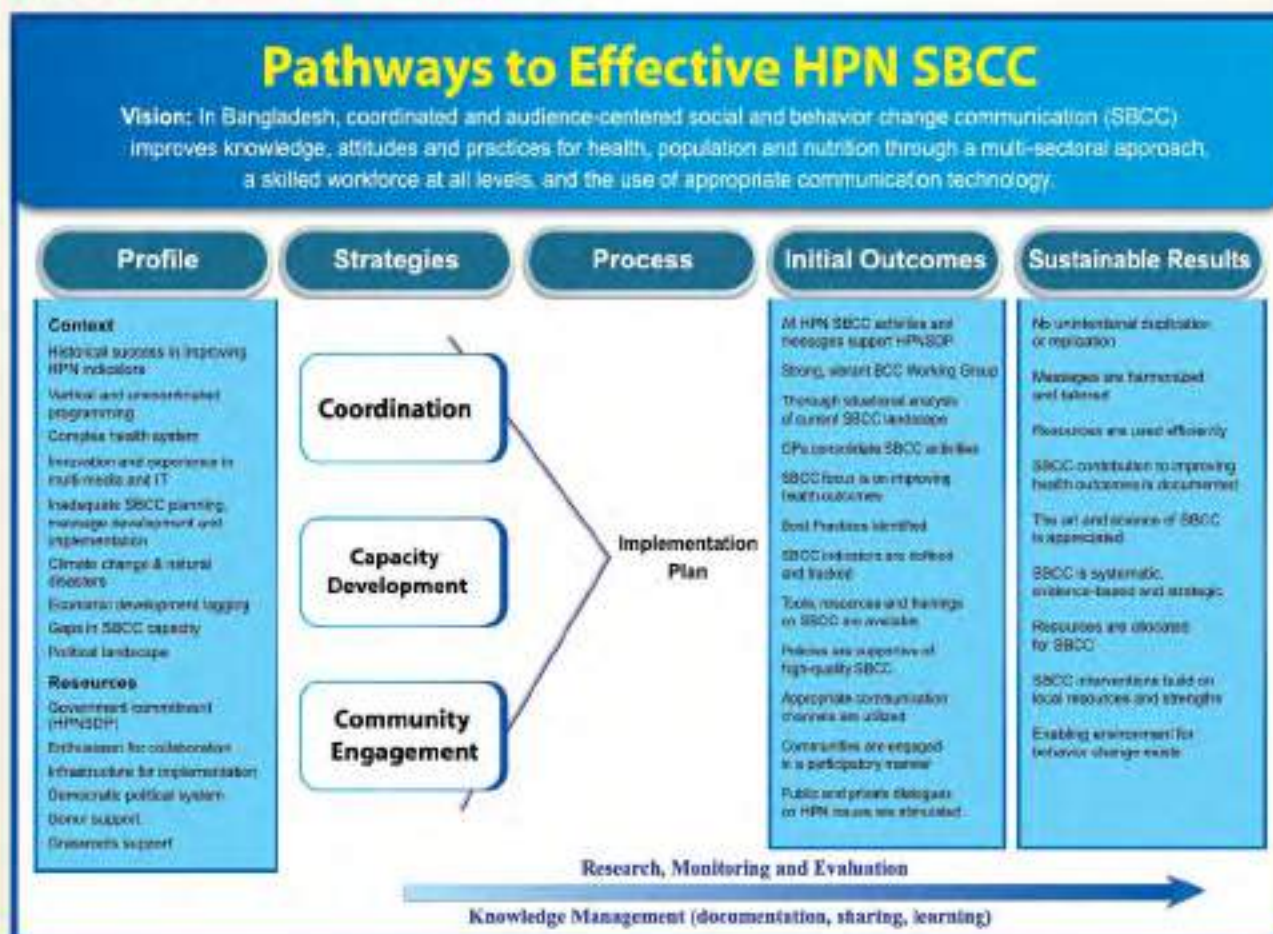 Pathways to Effective HPN SBCC
Vision: In Bangladesh, coordinated and audience-centered social and behavior change communication (SBCC)
improves knowledge, attitudes and practices for health, population and nutrition through a multi-sectoral approach,
a skilled workforce at all levels, and the use of appropriate communication technology.
Profile
Context
Historical success in improving
HPN indicators
Vertical and uncoordinated
programming
Complex health system
Innovation and experience in
multi-media and IT
Inadequate SBCC planning,
message development and
implementation
Climate change & natural
disasters
Economic development lagging
Gaps in SBCC capacity
Political landscape
Resources
Government commitment
(HPNSDP)
Enthusiasm for collaboration
Infrastructure for implementation
Democratic political system
Donor support
Grassroots support
Strategies
Coordination
Capacity
Development
Community
Engagement
Process
Implementation
Plan
Initial Outcomes
All HPN SBCC activities and
messages support HPNSDP
Strong, vibrant BCC Working Group
Thorough situational analysis
of current SBCC landscape
OPs consolidate SBCC activities
SBCC focus is on improving
health outcomes
Best Practices identified
SBCC indicators are defined
and tracked
Tools, resources and trainings
on SBCC are available
Policies are supportive of
high-quality SBCC
Appropriate communication
channels are utilized
Communities are engaged
in a participatory manner
Public and private dialogues
on HPN issues are stimulated
Sustainable Results
No unintentional duplication
or replication
Messages are harmonized
and tailored
Resources are used efficiently
SBCC contribution to improving
health outcomes is documented
The art and science of SBCC
is appreciated
SBCC is systematic,
evidence-based and strategic
Resources are allocated
for SBCC
SBCC interventions build on
local resources and strengths
Enabling environment for
behavior change exists
Research, Monitoring and Evaluation
Knowledge Management (documentation, sharing, learning)